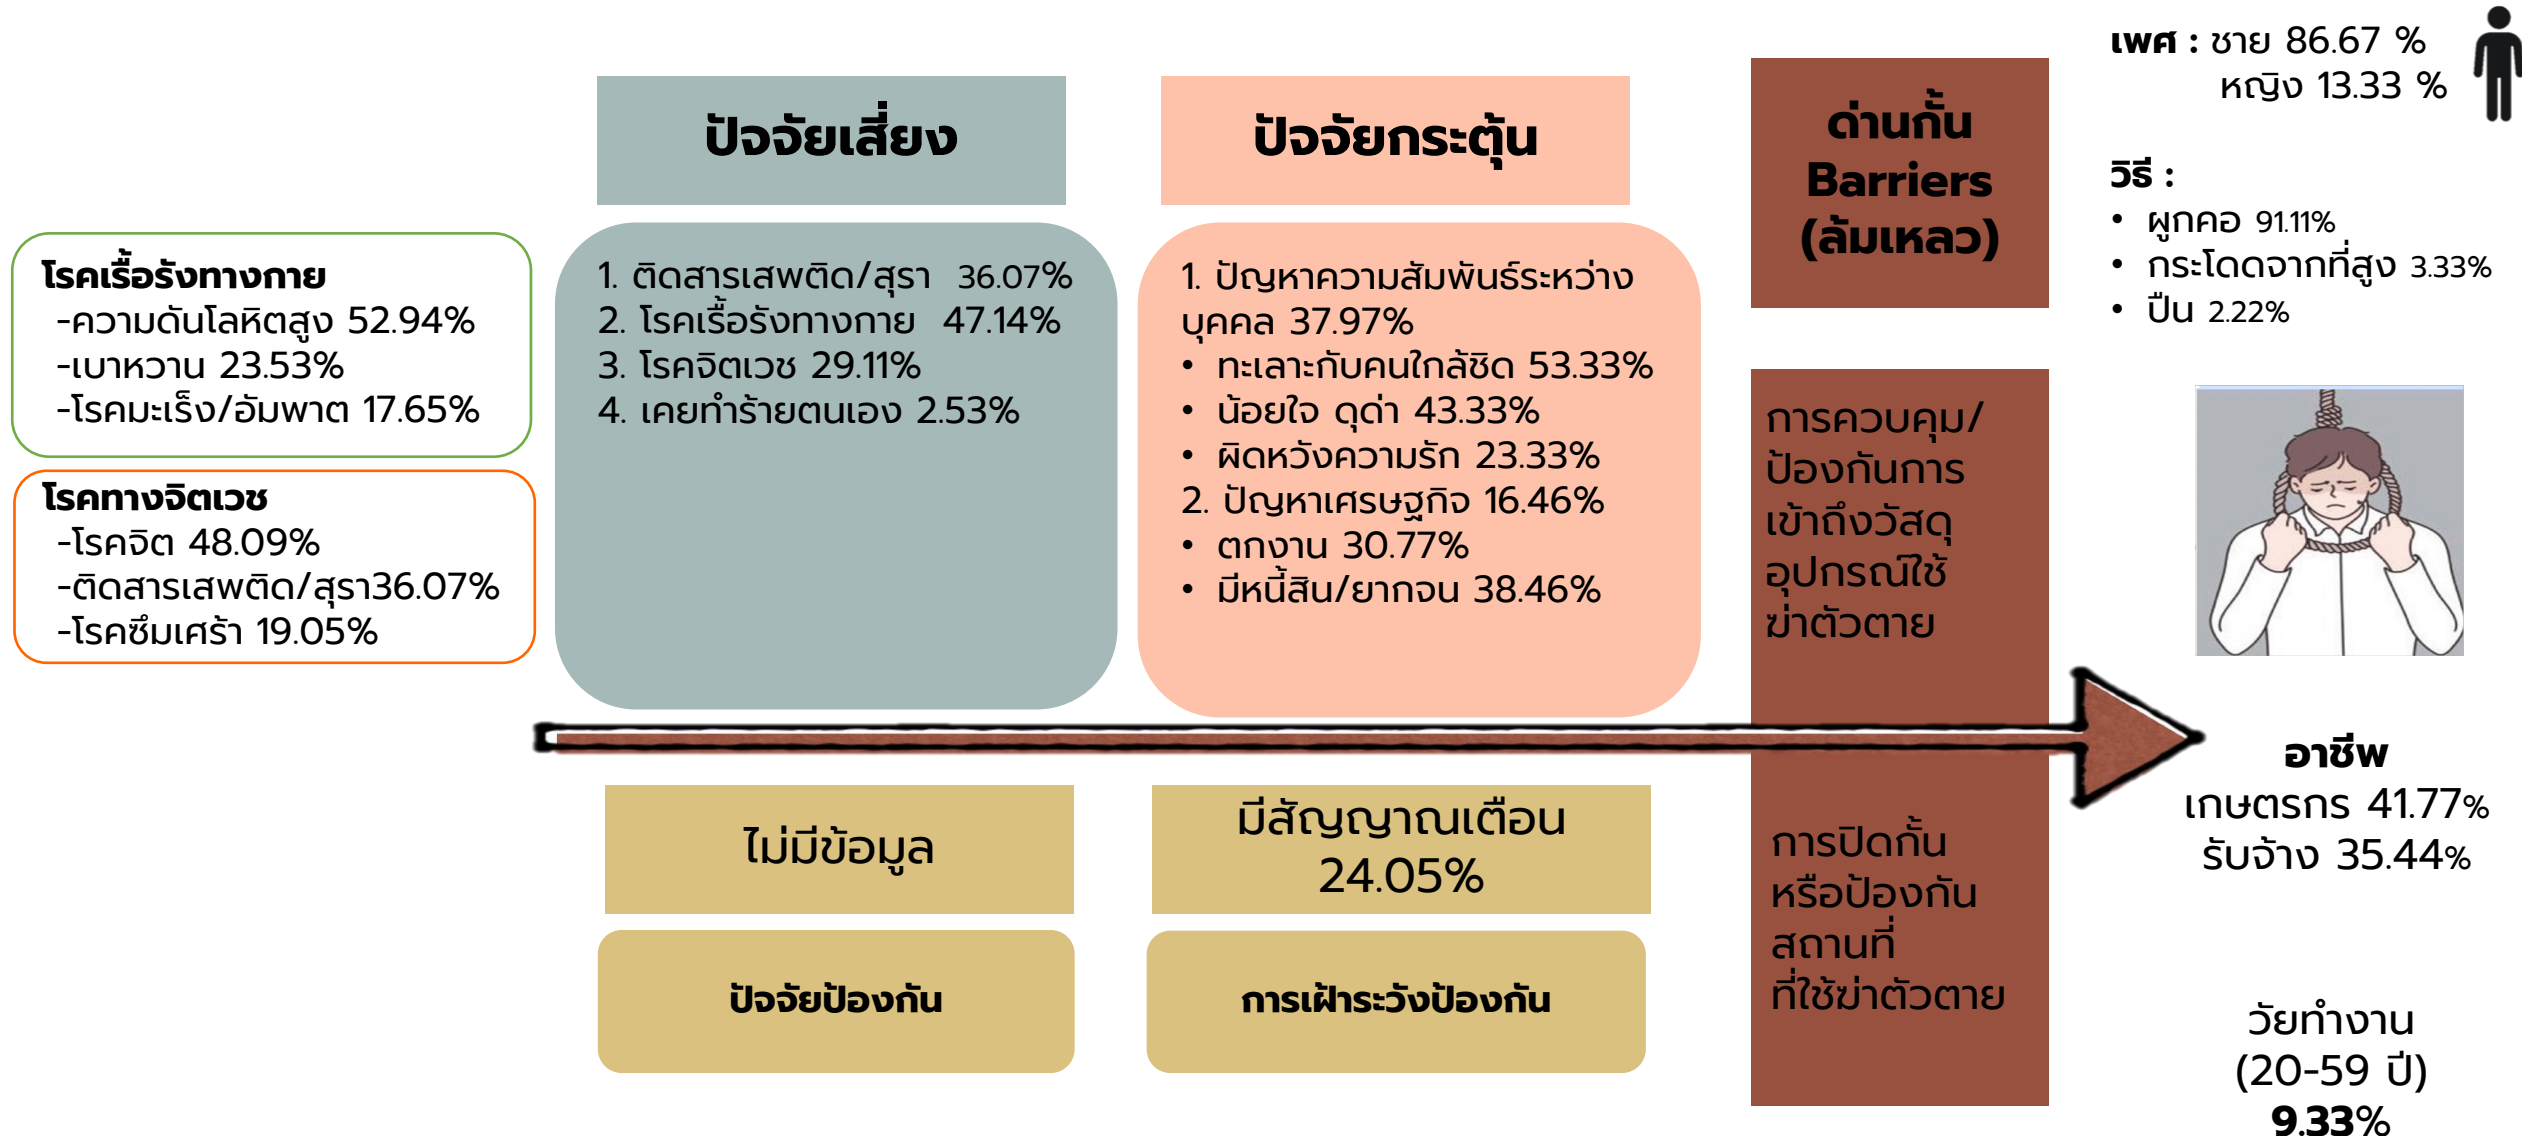 เพศ : ชาย 86.67 %
หญิง 13.33 %
วิธี :
• ผูกคอ 91.11%
• กระโดดจากที่สูง 3.33%
• ปืน 2.22%
ปัจจัยเสี่ยง
ปัจจัยกระตุ้น
ด่านกั้น
Barriers
(ล้มเหลว)
โรคเรื้อรังทางกาย
-ความดันโลหิตสูง 52.94%
-เบาหวาน 23.53%
-โรคมะเร็ง/อัมพาต 17.65%
โรคทางจิตเวช
-โรคจิต 48.09%
-ติดสารเสพติด/สุรา36.07%
-โรคซึมเศร้า 19.05%
1. ติดสารเสพติด/สุรา 36.07%
2. โรคเรื้อรังทางกาย 47.14%
3. โรคจิตเวช 29.11%
4. เคยทำร้ายตนเอง 2.53%
1. ปัญหาความสัมพันธ์ระหว่าง
บุคคล 37.97%
• ทะเลาะกับคนใกล้ชิด 53.33%
• น้อยใจ ดุด่า 43.33%
• ผิดหวังความรัก 23.33%
2. ปัญหาเศรษฐกิจ 16.46%
• ตกงาน 30.77%
• มีหนี้สิน/ยากจน 38.46%
การควบคุม/
ป้องกันการ
เข้าถึงวัสดุ
อุปกรณ์ใช้
ฆ่าตัวตาย
การปิดกั้น
หรือป้องกัน
สถานที่
ที่ใช้ฆ่าตัวตาย
ไม่มีข้อมูล
ปัจจัยป้องกัน
มีสัญญาณเตือน
24.05%
การเฝ้าระวังป้องกัน
อาชีพ
เกษตรกร 41.77%
รับจ้าง 35.44%
วัยทำงาน
(20-59 ปี)
9.33%